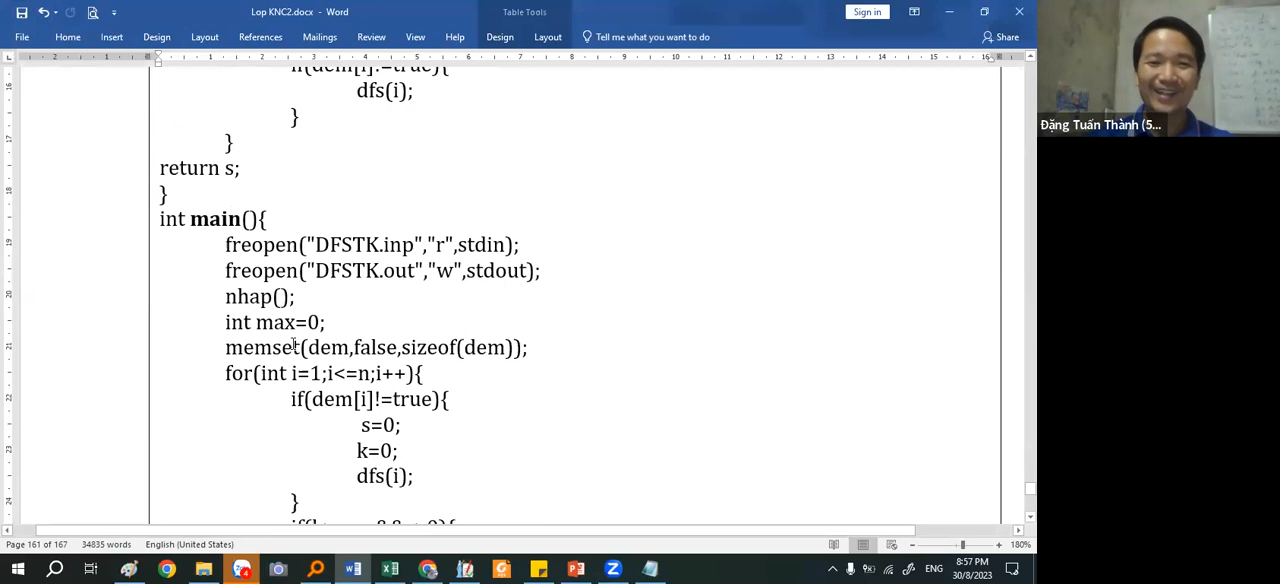 Lop KNC2.docx - Word
Table Tools
Sign in
File Home Insert Design Layout References Mailings Review View Help Design Layout Tell me what you want to do Share
if(dem[i]!=true){
dfs(i);
}
}
return s;
}
int main(){
freopen("DFSTK.inp","r",stdin);
freopen("DFSTK.out","w",stdout);
nhap();
int max=0;
memset(dem,false,sizeof(dem));
for(int i=1;i<=n;i++){
if(dem[i]!=true){
s=0;
k=0;
dfs(i);
}
Page 161 of 167 34835 words English (United States) 180%
ENG 8:57 PM
30/8/2023
Đặng Tuấn Thành (5...